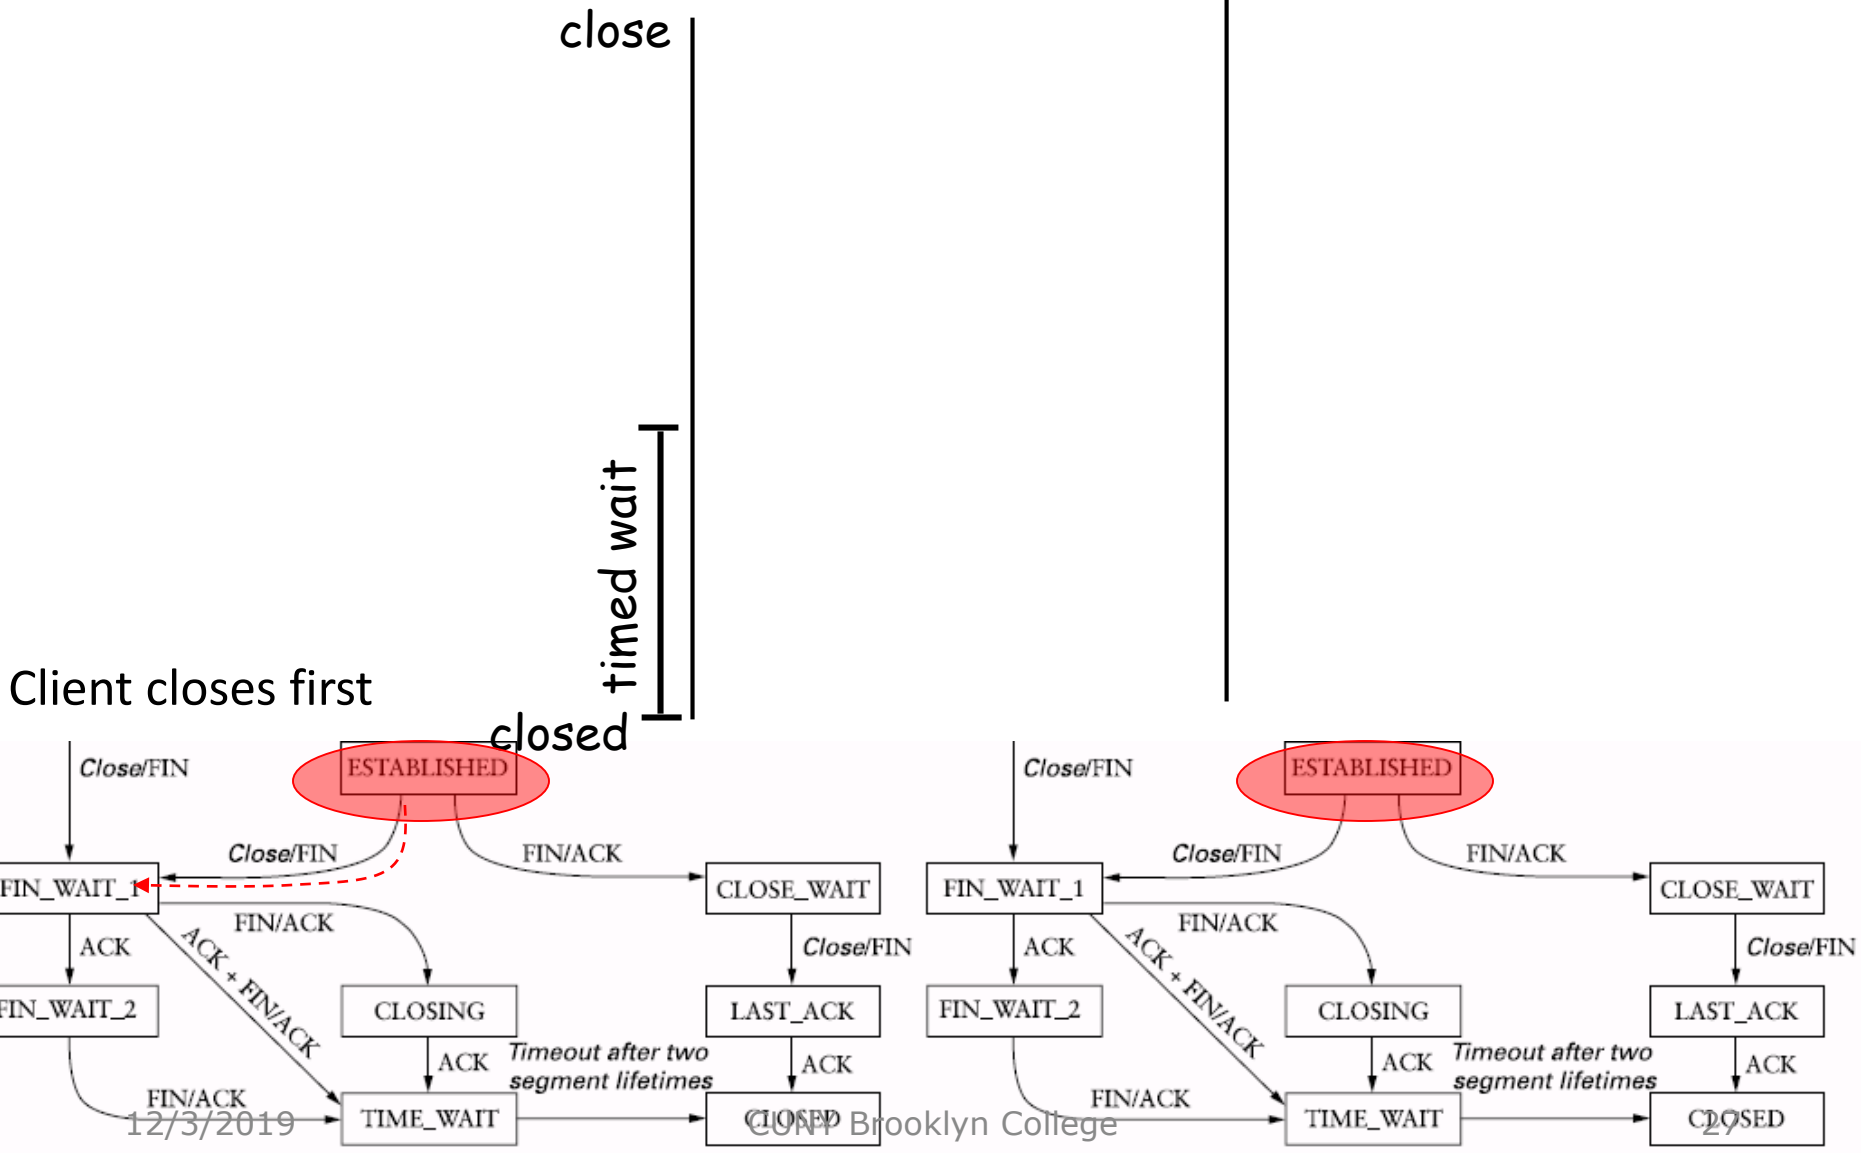 close
timed wait
Client closes first
closed
Close/FIN
ESTABLISHED
Close/FIN
FIN/ACK
FIN_WAIT_1
CLOSE_WAIT
FIN/ACK
ACK
ACK + FIN/ACK
Close/FIN
FIN_WAIT_2
CLOSING
LAST_ACK
ACK
Timeout after two
segment lifetimes
ACK
FIN/ACK
TIME_WAIT
CLOSED
Close/FIN
ESTABLISHED
Close/FIN
FIN/ACK
FIN_WAIT_1
CLOSE_WAIT
FIN/ACK
ACK
ACK + FIN/ACK
Close/FIN
FIN_WAIT_2
CLOSING
LAST_ACK
ACK
Timeout after two
segment lifetimes
ACK
FIN/ACK
TIME_WAIT
CLOSED
12/3/2019
CUNY Brooklyn College
27